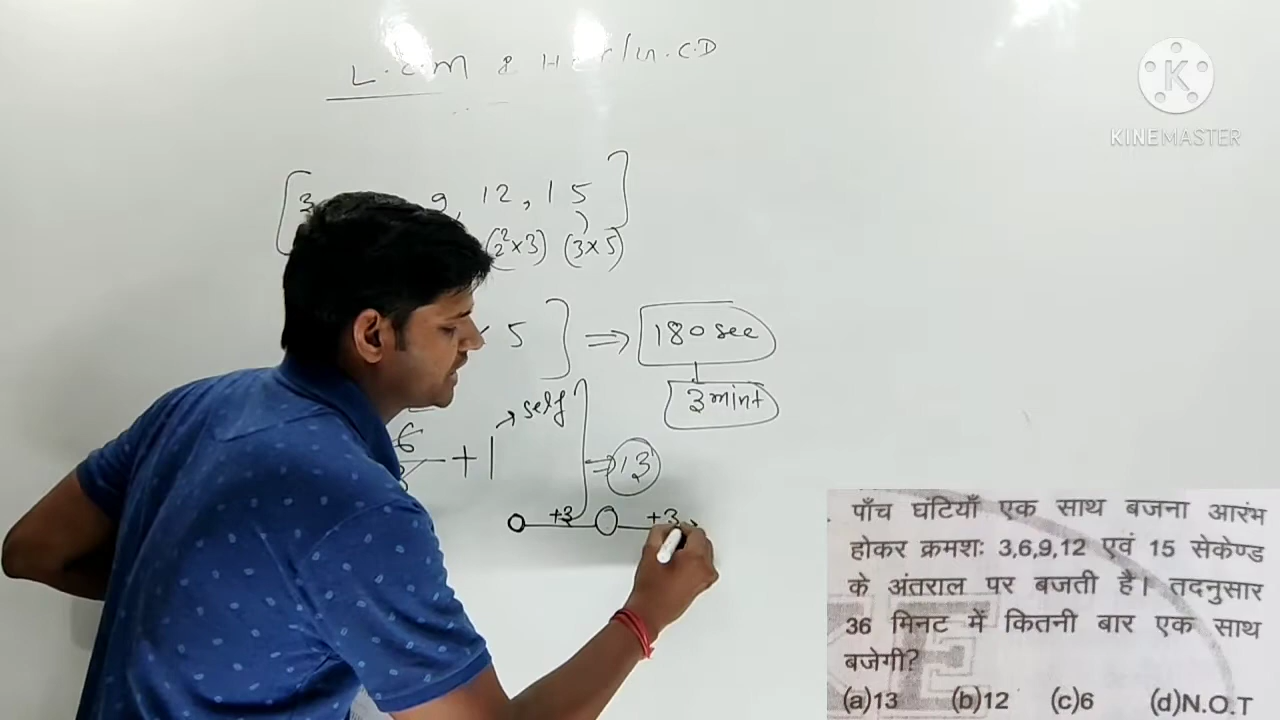 L.C.M & H.C.F/G.C.D
KINEMASTER
9, 12, 15
(2²×3) (3×5)
5 ] ⇒ 180 sec
3 mint
→ self
6
+1 ⇒ 13
+3 +3
पाँच घंटियाँ एक साथ बजना आरंभ
होकर क्रमशः 3,6,9,12 एवं 15 सेकेण्ड
के अंतराल पर बजती है। तदनुसार
36 मिनट में कितनी बार एक साथ
बजेगी?
(a)13 (b)12 (c)6 (d)N.O.T